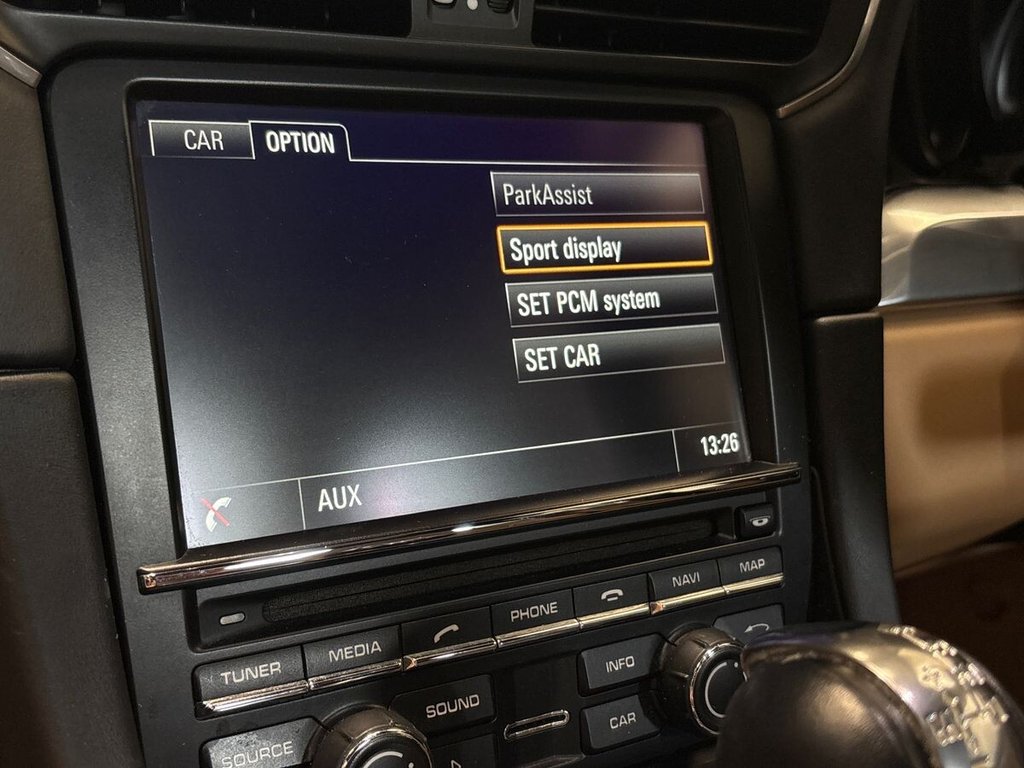 CAR OPTION
ParkAssist
Sport display
SET PCM system
SET CAR
AUX 13:26
TUNER MEDIA PHONE NAVI MAP
SOURCE SOUND INFO
CAR